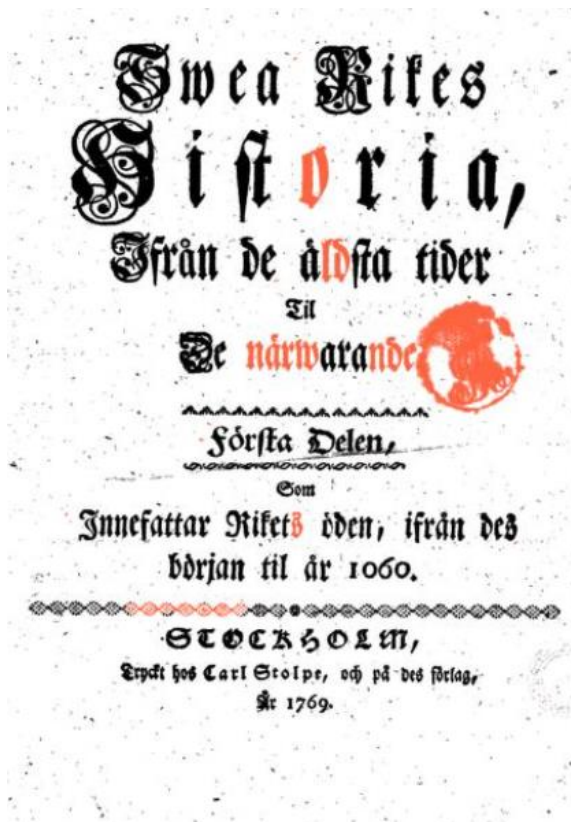 Swea Rikes
Historia,
Ifrån de äldsta tider
Til
De närwarande
Första Delen,
Som
Innefattar Rikets öden, ifrån des
början til år 1060.
STOCKHOLM,
Tryckt hos Carl Stolpe, och på des förlag,
År 1769.